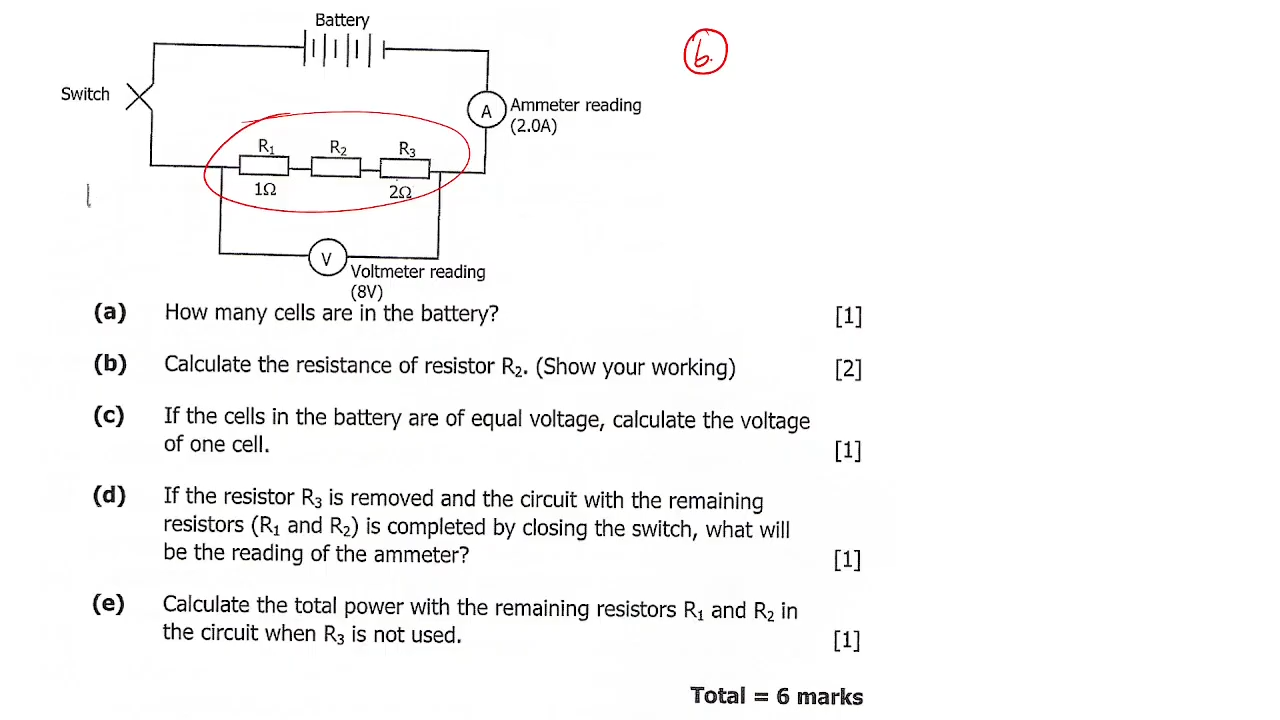 Battery
b.
Switch
A
Ammeter reading
(2.0A)
R₁ R₂ R₃
1Ω 2Ω
V
Voltmeter reading
(8V)
(a) How many cells are in the battery? [1]
(b) Calculate the resistance of resistor R₂. (Show your working) [2]
(c) If the cells in the battery are of equal voltage, calculate the voltage
of one cell. [1]
(d) If the resistor R₃ is removed and the circuit with the remaining
resistors (R₁ and R₂) is completed by closing the switch, what will
be the reading of the ammeter? [1]
(e) Calculate the total power with the remaining resistors R₁ and R₂ in
the circuit when R₃ is not used. [1]
Total = 6 marks